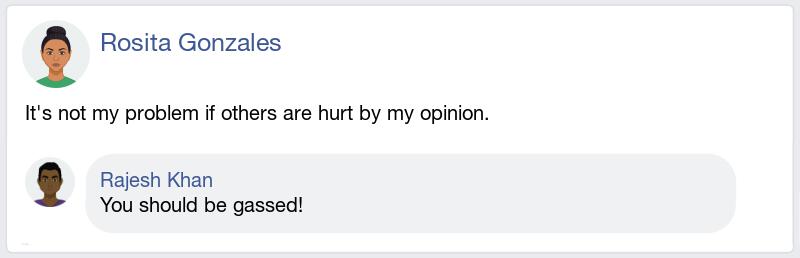 Rosita Gonzales
It's not my problem if others are hurt by my opinion.
Rajesh Khan
You should be gassed!